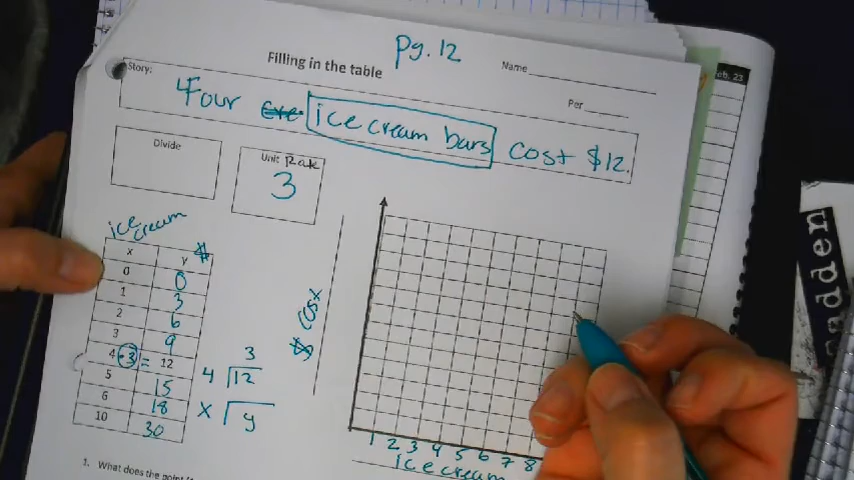 pg. 12
Filling in the table
Name
Story:
Per
Four ice cream bars cost $12.
Divide
Unit Rate
3
ice cream
$
x y
0 0
1 3
2 6
3 9
4 ·3 = 12
5 15
6 18
10 30
3
4 12
x y
$ cost
1 2 3 4 5 6 7 8
ice cream
1. What does the point
eb. 23
madden